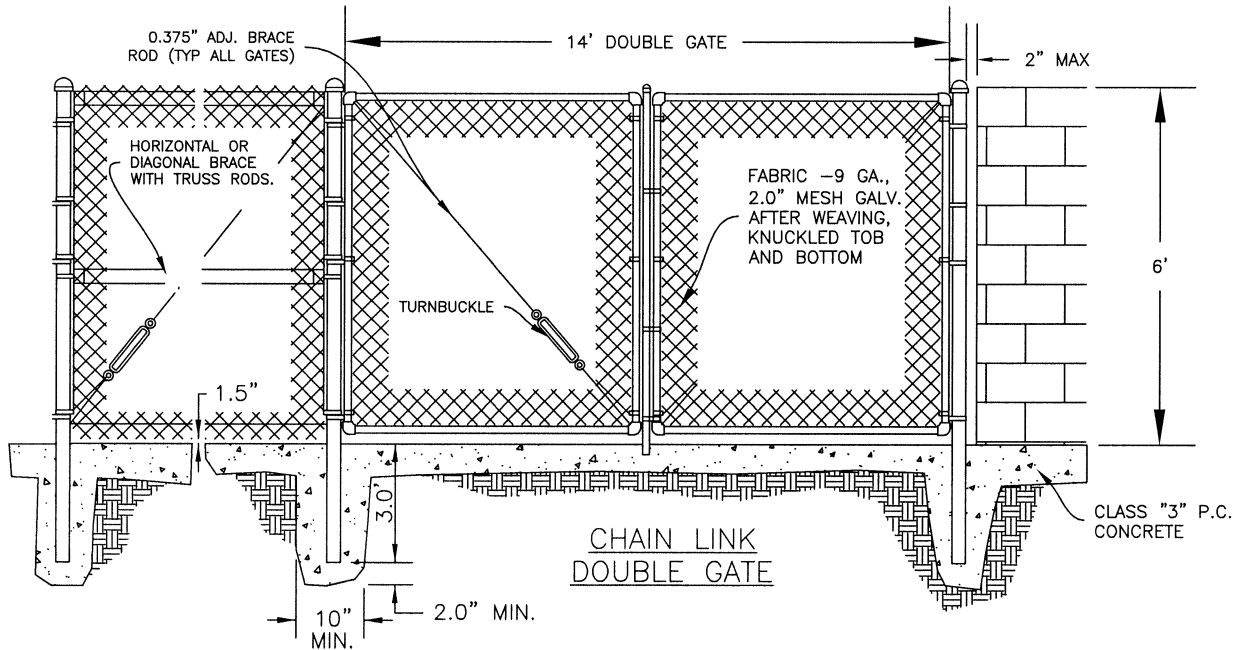 0.375" ADJ. BRACE
ROD (TYP ALL GATES)
14' DOUBLE GATE
2" MAX
HORIZONTAL OR
DIAGONAL BRACE
WITH TRUSS RODS.
FABRIC -9 GA.,
2.0" MESH GALV.
AFTER WEAVING,
KNUCKLED TOB
AND BOTTOM
6'
TURNBUCKLE
1.5"
3.0'
CLASS "3" P.C.
CONCRETE
CHAIN LINK
DOUBLE GATE
2.0" MIN.
10"
MIN.